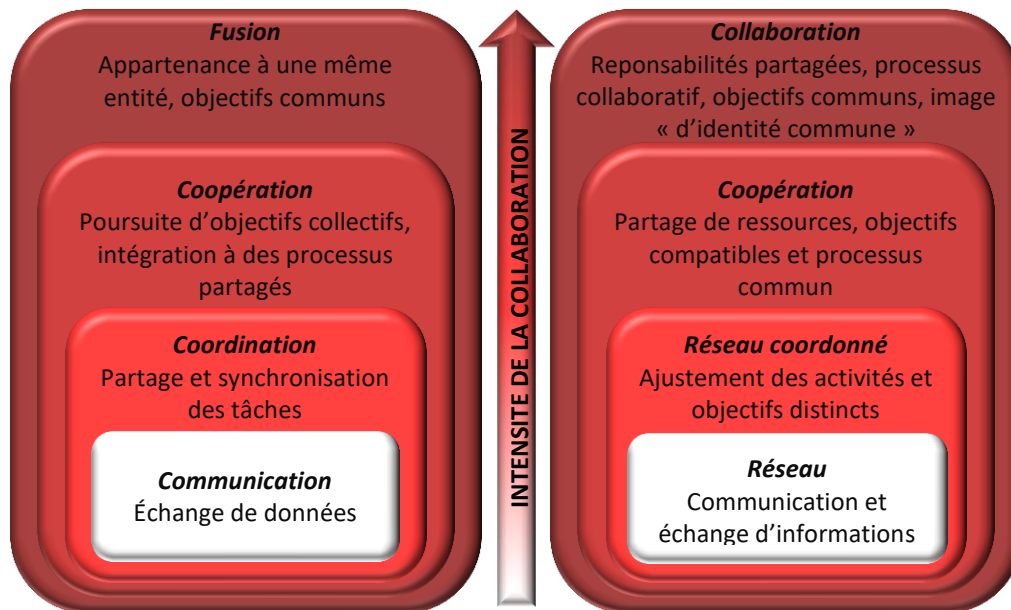 Fusion
Appartenance à une même
entité, objectifs communs
Coopération
Poursuite d'objectifs collectifs,
intégration à des processus
partagés
Coordination
Partage et synchronisation
des tâches
Communication
Échange de données
INTENSITE DE LA COLLABORATION
Collaboration
Reponsabilités partagées, processus
collaboratif, objectifs communs, image
« d'identité commune »
Coopération
Partage de ressources, objectifs
compatibles et processus
commun
Réseau coordonné
Ajustement des activités et
objectifs distincts
Réseau
Communication et
échange d'informations